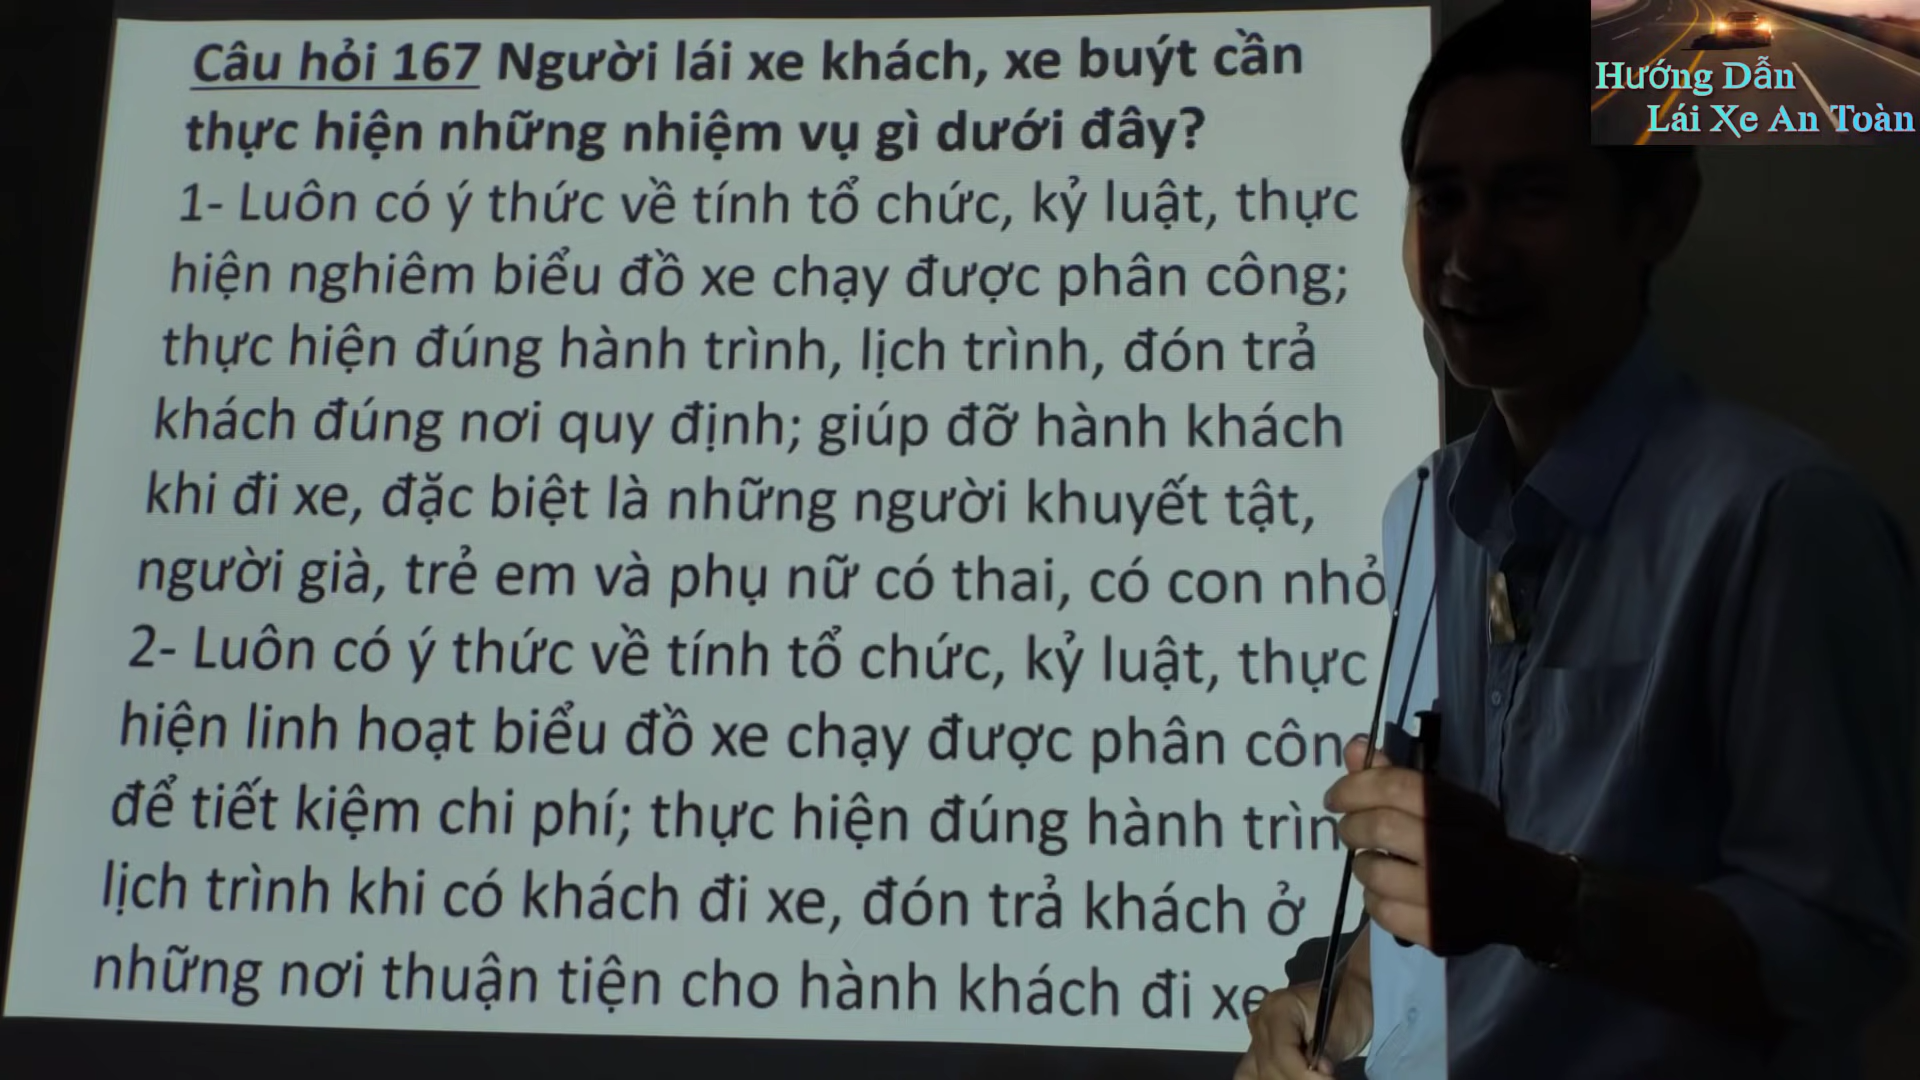 Câu hỏi 167 Người lái xe khách, xe buýt cần
thực hiện những nhiệm vụ gì dưới đây?
1- Luôn có ý thức về tính tổ chức, kỷ luật, thực
hiện nghiêm biểu đồ xe chạy được phân công;
thực hiện đúng hành trình, lịch trình, đón trả
khách đúng nơi quy định; giúp đỡ hành khách
khi đi xe, đặc biệt là những người khuyết tật,
người già, trẻ em và phụ nữ có thai, có con nhỏ
2- Luôn có ý thức về tính tổ chức, kỷ luật, thực
hiện linh hoạt biểu đồ xe chạy được phân
để tiết kiệm chi phí; thực hiện đúng hành
lịch trình khi có khách đi xe, đón trả khách ở
những nơi thuận tiện cho hành khách đi xe
Hướng Dẫn
Lái Xe An Toàn